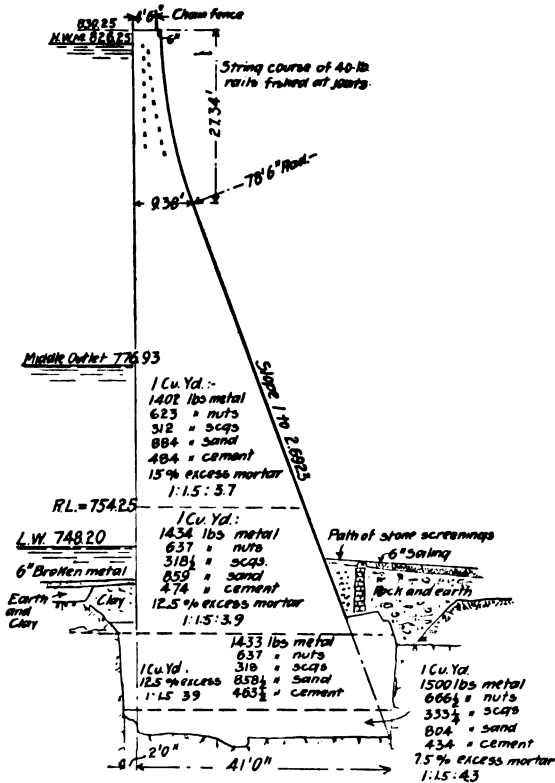 4'6" Chain fence
830.25
H.W.M. 828.25
6"
String course of 40-lb.
rails fished at joints.
27.34'
78'6" Rad.-
9.38'
Middle Outlet 776.93
Slope 1 to 2.6923
1 Cu. Yd. :-
1402 lbs metal
623 " nuts
312 " scgs
884 " sand
484 " cement
15 % excess mortar
1:1.5 : 3.7
R.L. = 754.25
1 Cu. Yd. :
1434 lbs metal
637 " nuts
318½ " scgs.
859 " sand
474 " cement
12.5 % excess mortar
1:1.5 : 3.9
L.W. 748.20
Path of stone screenings
6" Soiling
6" Broken metal
Rock and earth
Earth
and
Clay
Clay
1 Cu. Yd.
12.5 % excess
1:1.5 3.9
1433 lbs metal
637 " nuts
318 " scgs
858½ " sand
463½ " cement
1 Cu. Yd.
1500 lbs metal
666½ " nuts
333¼ " scgs
804 " sand
434 " cement
7.5 % excess mortar
1:1.5 : 4.3
2'0"
41'0"